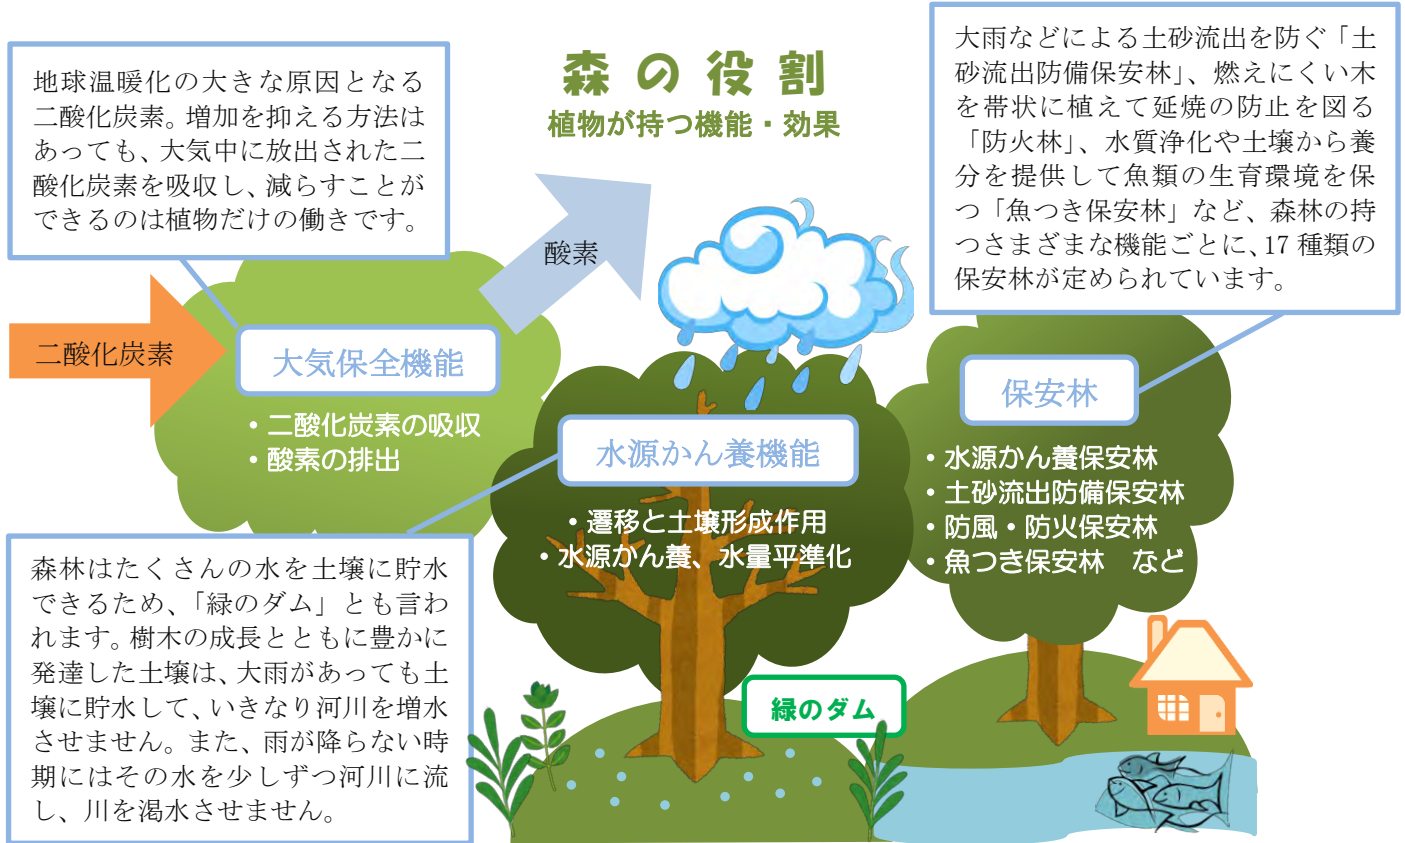 森の役割
植物が持つ機能・効果
地球温暖化の大きな原因となる
二酸化炭素。増加を抑える方法は
あっても、大気中に放出された二
酸化炭素を吸収し、減らすことが
できるのは植物だけの働きです。
大雨などによる土砂流出を防ぐ「土
砂流出防備保安林」、燃えにくい木
を帯状に植えて延焼の防止を図る
「防火林」、水質浄化や土壌から養
分を提供して魚類の生育環境を保
つ「魚つき保安林」など、森林の持
つさまざまな機能ごとに、17 種類の
保安林が定められています。
酸素
二酸化炭素
大気保全機能
・二酸化炭素の吸収
・酸素の排出
水源かん養機能
・遷移と土壌形成作用
・水源かん養、水量平準化
保安林
・水源かん養保安林
・土砂流出防備保安林
・防風・防火保安林
・魚つき保安林　など
森林はたくさんの水を土壌に貯水
できるため、「緑のダム」とも言わ
れます。樹木の成長とともに豊かに
発達した土壌は、大雨があっても土
壌に貯水して、いきなり河川を増水
させません。また、雨が降らない時
期にはその水を少しずつ河川に流
し、川を渇水させません。
緑のダム